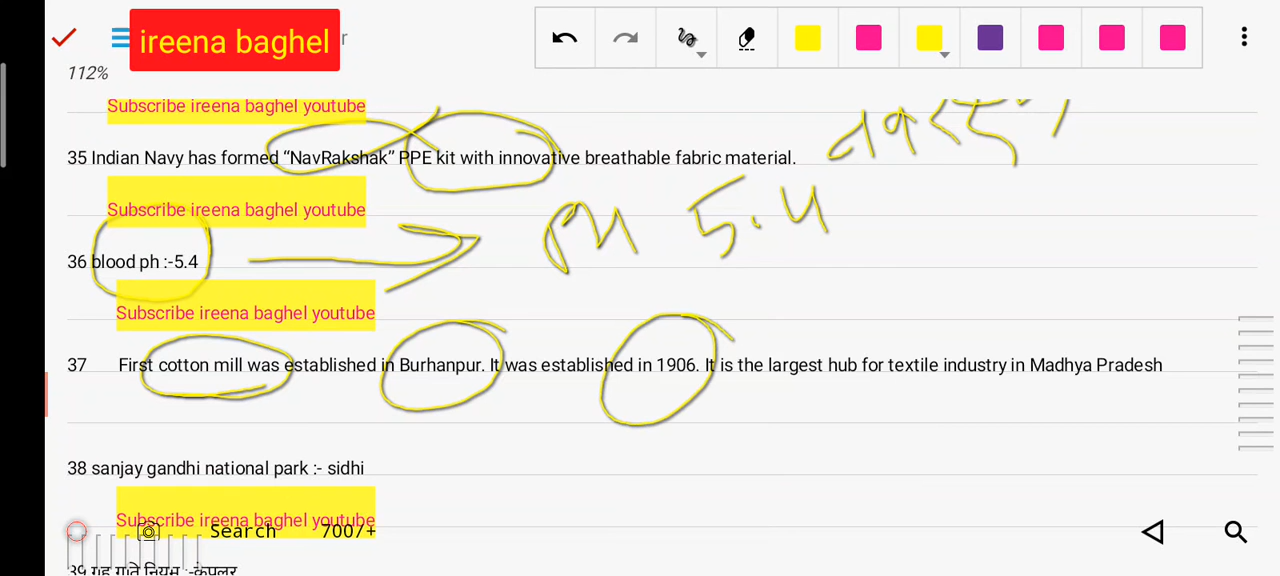 ireena baghel r
112%
Subscribe ireena baghel youtube
35 Indian Navy has formed “NavRakshak” PPE kit with innovative breathable fabric material.
Subscribe ireena baghel youtube
PH 5.4
36 blood ph :-5.4
Subscribe ireena baghel youtube
37 First cotton mill was established in Burhanpur. It was established in 1906. It is the largest hub for textile industry in Madhya Pradesh
38 sanjay gandhi national park :- sidhi
Subscribe ireena baghel youtube
Search 700/+